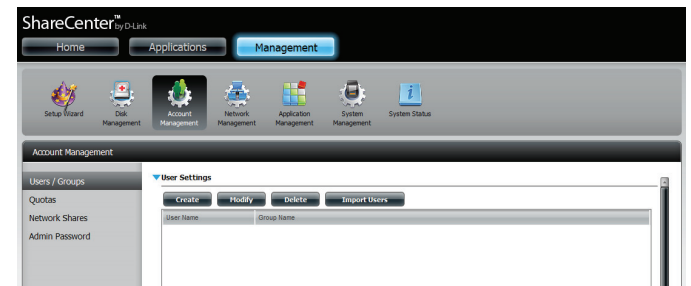 ShareCenter™ by D-Link
Home Applications Management
Setup Wizard Disk Management Account Management Network Management Application Management System Management System Status
Account Management
Users / Groups
Quotas
Network Shares
Admin Password
User Settings
Create Modify Delete Import Users
User Name Group Name